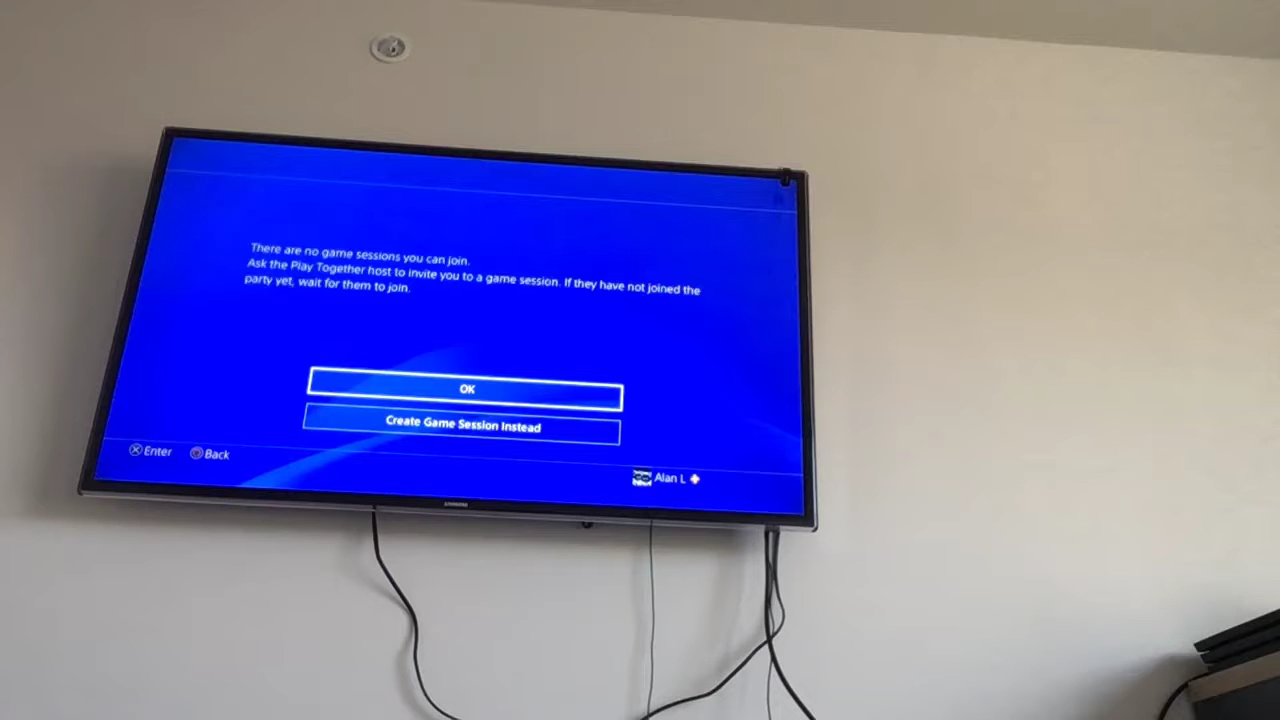 There are no game sessions you can join.
Ask the Play Together host to invite you to a game session. If they have not joined the
party yet, wait for them to join.
OK
Create Game Session Instead
Enter
Back
Alan L
SAMSUNG